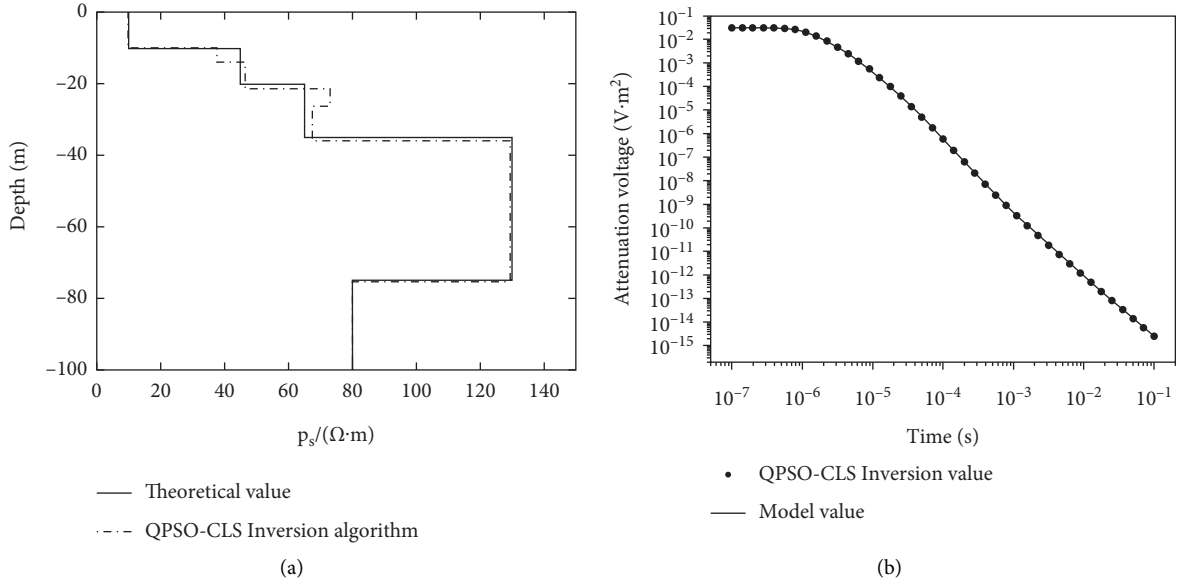 0
−20
−40
−60
−80
−100
0 20 40 60 80 100 120 140
Depth (m)
pₛ/(Ω·m)
Theoretical value
QPSO-CLS Inversion algorithm
(a)
10⁻¹
10⁻²
10⁻³
10⁻⁴
10⁻⁵
10⁻⁶
10⁻⁷
10⁻⁸
10⁻⁹
10⁻¹⁰
10⁻¹¹
10⁻¹²
10⁻¹³
10⁻¹⁴
10⁻¹⁵
Attenuation voltage (V·m²)
10⁻⁷ 10⁻⁶ 10⁻⁵ 10⁻⁴ 10⁻³ 10⁻² 10⁻¹
Time (s)
QPSO-CLS Inversion value
Model value
(b)